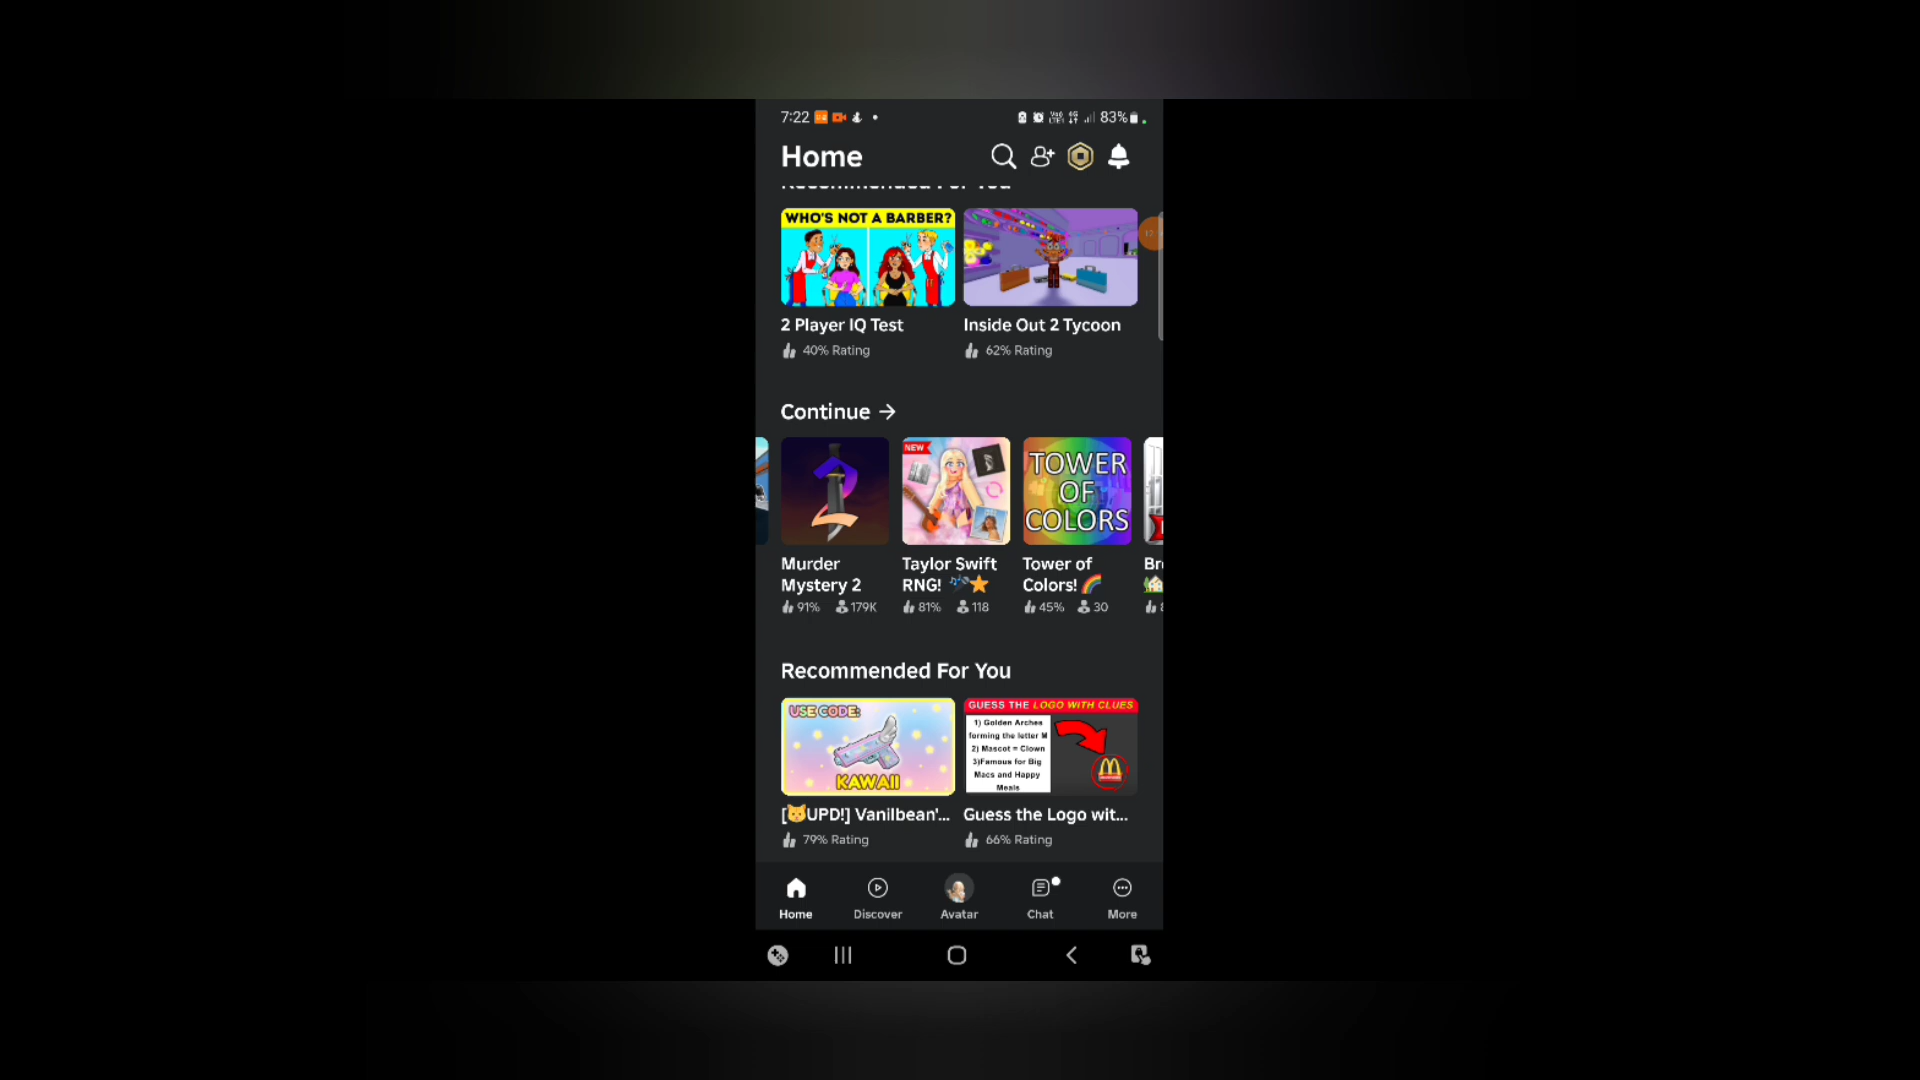 7:22
83%
Home
Recommended For You
WHO'S NOT A BARBER?
2 Player IQ Test
Inside Out 2 Tycoon
40% Rating
62% Rating
Continue →
NEW
TOWER
OF
COLORS
Murder
Mystery 2
91% 179K
Taylor Swift
RNG! 🎶⭐
81% 118
Tower of
Colors! 🌈
45% 30
Recommended For You
USE CODE:
KAWAII
GUESS THE LOGO WITH CLUES
1) Golden Arches
forming the letter M
2) Mascot = Clown
3)Famous for Big
Macs and Happy
Meals
[🐱UPD!] Vanilbean'...
Guess the Logo wit...
79% Rating
66% Rating
Home
Discover
Avatar
Chat
More